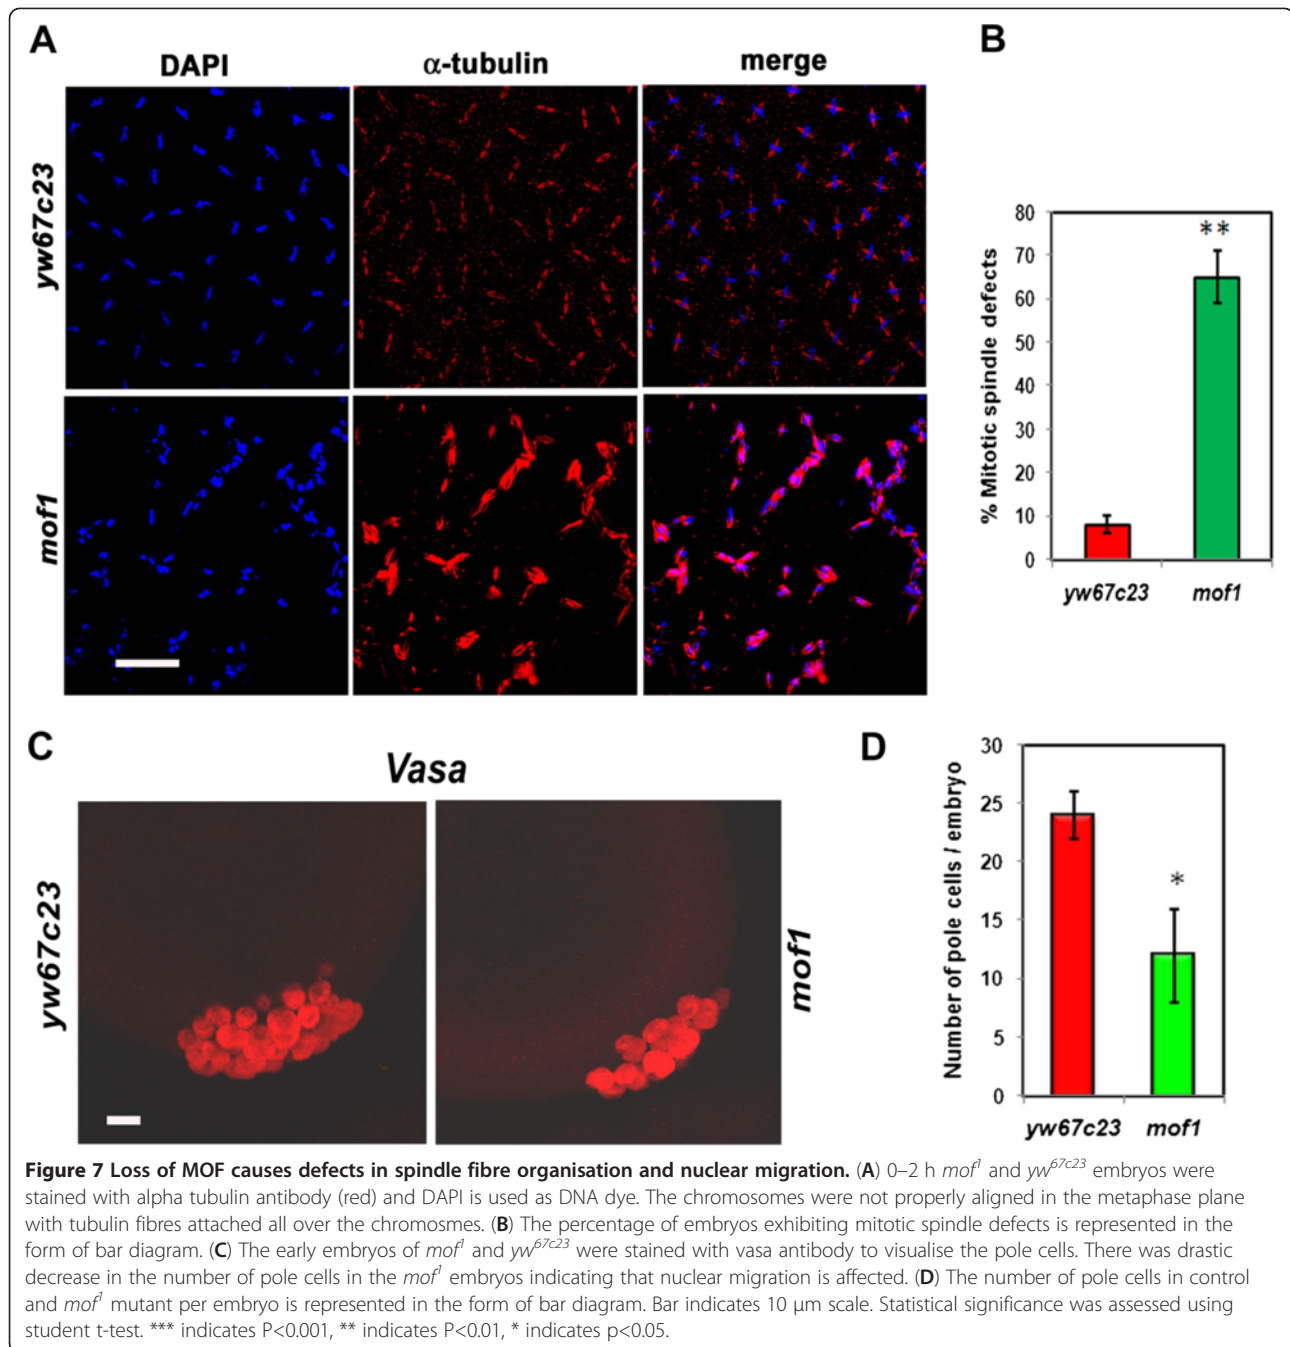 A
B
DAPI
α-tubulin
merge
yw67c23
mof1
% Mitotic spindle defects
80
70
60
50
40
30
20
10
0
**
yw67c23 mof1
C
D
Vasa
yw67c23
mof1
Number of pole cells / embryo
30
25
20
15
10
5
0
*
yw67c23 mof1
Figure 7 Loss of MOF causes defects in spindle fibre organisation and nuclear migration. (A) 0–2 h mof¹ and yw⁶⁷ᶜ²³ embryos were
stained with alpha tubulin antibody (red) and DAPI is used as DNA dye. The chromosomes were not properly aligned in the metaphase plane
with tubulin fibres attached all over the chromosmes. (B) The percentage of embryos exhibiting mitotic spindle defects is represented in the
form of bar diagram. (C) The early embryos of mof¹ and yw⁶⁷ᶜ²³ were stained with vasa antibody to visualise the pole cells. There was drastic
decrease in the number of pole cells in the mof¹ embryos indicating that nuclear migration is affected. (D) The number of pole cells in control
and mof¹ mutant per embryo is represented in the form of bar diagram. Bar indicates 10 μm scale. Statistical significance was assessed using
student t-test. *** indicates P<0.001, ** indicates P<0.01, * indicates p<0.05.